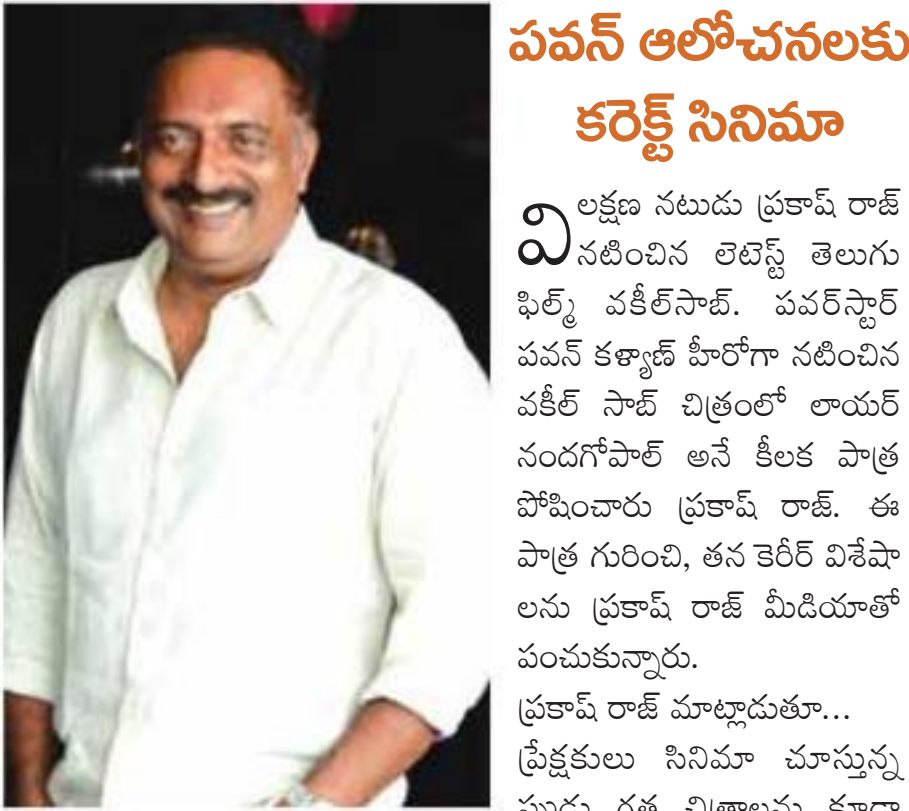 పవన్ ఆలోచనలకు
కరెక్ట్ సినిమా
విలక్షణ నటుడు ప్రకాష్ రాజ్
నటించిన లెటెస్ట్ తెలుగు
ఫిల్మ్ వకీల్‌సాబ్. పవర్‌స్టార్
పవన్ కళ్యాణ్ హీరోగా నటించిన
వకీల్ సాబ్ చిత్రంలో లాయర్
నందగోపాల్ అనే కీలక పాత్ర
పోషించారు ప్రకాష్ రాజ్. ఈ
పాత్ర గురించి, తన కెరీర్ విశేషా
లను ప్రకాష్ రాజ్ మీడియాతో
పంచుకున్నారు.
ప్రకాష్ రాజ్ మాట్లాడుతూ...
ప్రేక్షకులు సినిమా చూస్తున్న